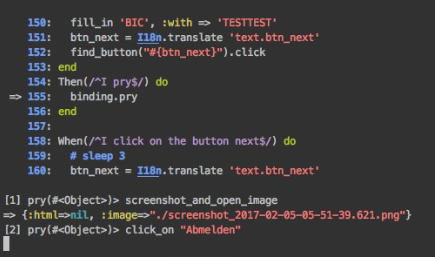 150:   fill_in 'BIC', :with => 'TESTTEST'
151:   btn_next = I18n.translate 'text.btn_next'
152:   find_button("#{btn_next}").click
153: end
154: Then(/^I pry$/) do
=> 155:   binding.pry
156: end
157:
158: When(/^I click on the button next$/) do
159:   # sleep 3
160:   btn_next = I18n.translate 'text.btn_next'
[1] pry(#<Object>)> screenshot_and_open_image
=> {:html=>nil, :image=>"./screenshot_2017-02-05-05-51-39.621.png"}
[2] pry(#<Object>)> click_on "Abmelden"